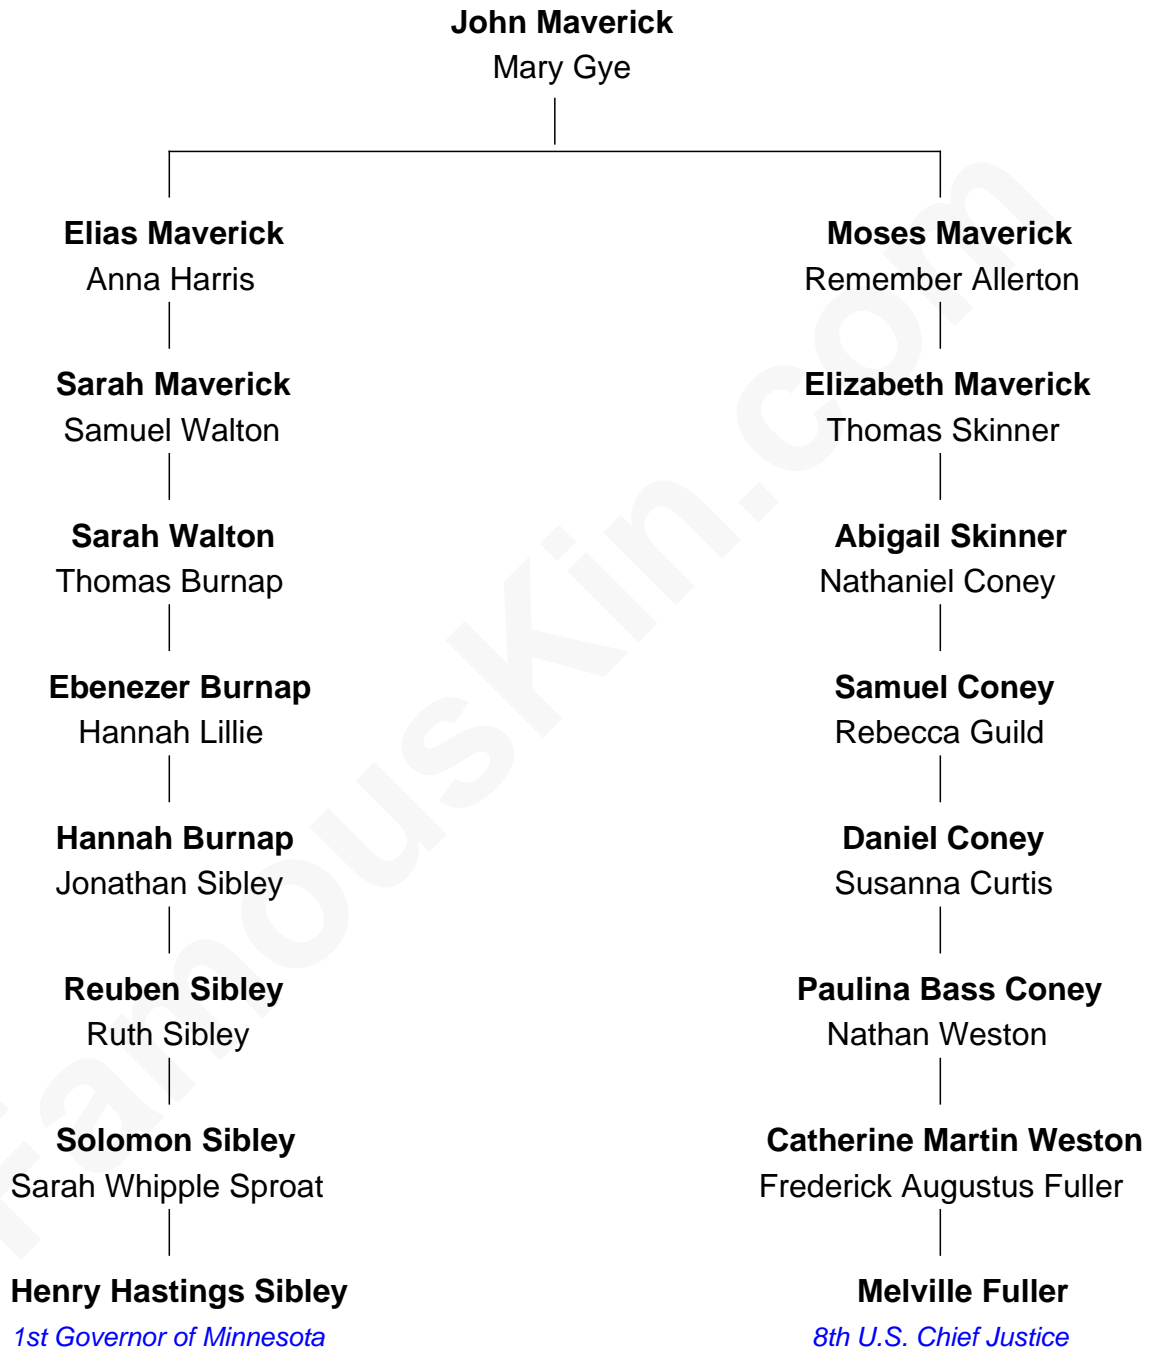 John Maverick
Mary Gye
Elias Maverick
Anna Harris
Moses Maverick
Remember Allerton
Sarah Maverick
Samuel Walton
Elizabeth Maverick
Thomas Skinner
Sarah Walton
Thomas Burnap
Abigail Skinner
Nathaniel Coney
Ebenezer Burnap
Hannah Lillie
Samuel Coney
Rebecca Guild
Hannah Burnap
Jonathan Sibley
Daniel Coney
Susanna Curtis
Reuben Sibley
Ruth Sibley
Paulina Bass Coney
Nathan Weston
Solomon Sibley
Sarah Whipple Sproat
Catherine Martin Weston
Frederick Augustus Fuller
Henry Hastings Sibley
1st Governor of Minnesota
Melville Fuller
8th U.S. Chief Justice
FamousKin.com